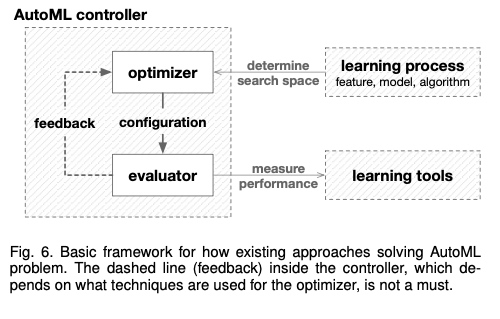 AutoML controller
optimizer
determine
search space
learning process
feature, model, algorithm
feedback
configuration
evaluator
measure
performance
learning tools
Fig. 6. Basic framework for how existing approaches solving AutoML
problem. The dashed line (feedback) inside the controller, which de-
pends on what techniques are used for the optimizer, is not a must.